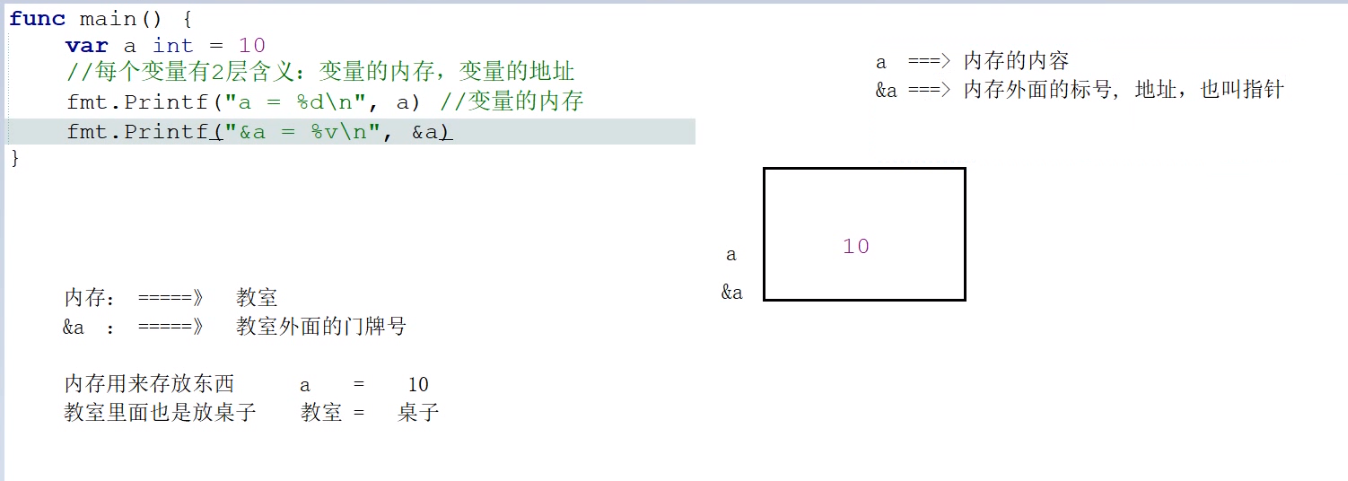 func main() {
var a int = 10
//每个变量有2层含义：变量的内存，变量的地址
fmt.Printf("a = %d\n", a) //变量的内存
fmt.Printf("&a = %v\n", &a)
}
a ===> 内存的内容
&a ===> 内存外面的标号, 地址，也叫指针
10
a
&a
内存： =====》 教室
&a ： =====》 教室外面的门牌号
内存用来存放东西 a = 10
教室里面也是放桌子 教室 = 桌子